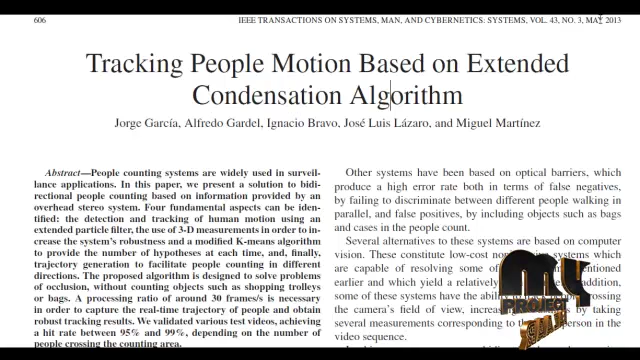 606
IEEE TRANSACTIONS ON SYSTEMS, MAN, AND CYBERNETICS: SYSTEMS, VOL. 43, NO. 3, MAY 2013
Tracking People Motion Based on Extended
Condensation Algorithm
Jorge García, Alfredo Gardel, Ignacio Bravo, José Luis Lázaro, and Miguel Martínez
Abstract—People counting systems are widely used in surveil-
lance applications. In this paper, we present a solution to bidi-
rectional people counting based on information provided by an
overhead stereo system. Four fundamental aspects can be iden-
tified: the detection and tracking of human motion using an
extended particle filter, the use of 3-D measurements in order to in-
crease the system's robustness and a modified K-means algorithm
to provide the number of hypotheses at each time, and, finally,
trajectory generation to facilitate people counting in different
directions. The proposed algorithm is designed to solve problems
of occlusion, without counting objects such as shopping trolleys
or bags. A processing ratio of around 30 frames/s is necessary
in order to capture the real-time trajectory of people and obtain
robust tracking results. We validated various test videos, achieving
a hit rate between 95% and 99%, depending on the number of
people crossing the counting area.
Other systems have been based on optical barriers, which
produce a high error rate both in terms of false negatives,
by failing to discriminate between different people walking in
parallel, and false positives, by including objects such as bags
and cases in the people count.
Several alternatives to these systems are based on computer
vision. These constitute low-cost systems which
are capable of resolving some of
earlier and which yield a relatively addition,
some of these systems have the crossing
the camera's field of view, by taking
several measurements corresponding to person in the
video sequence.